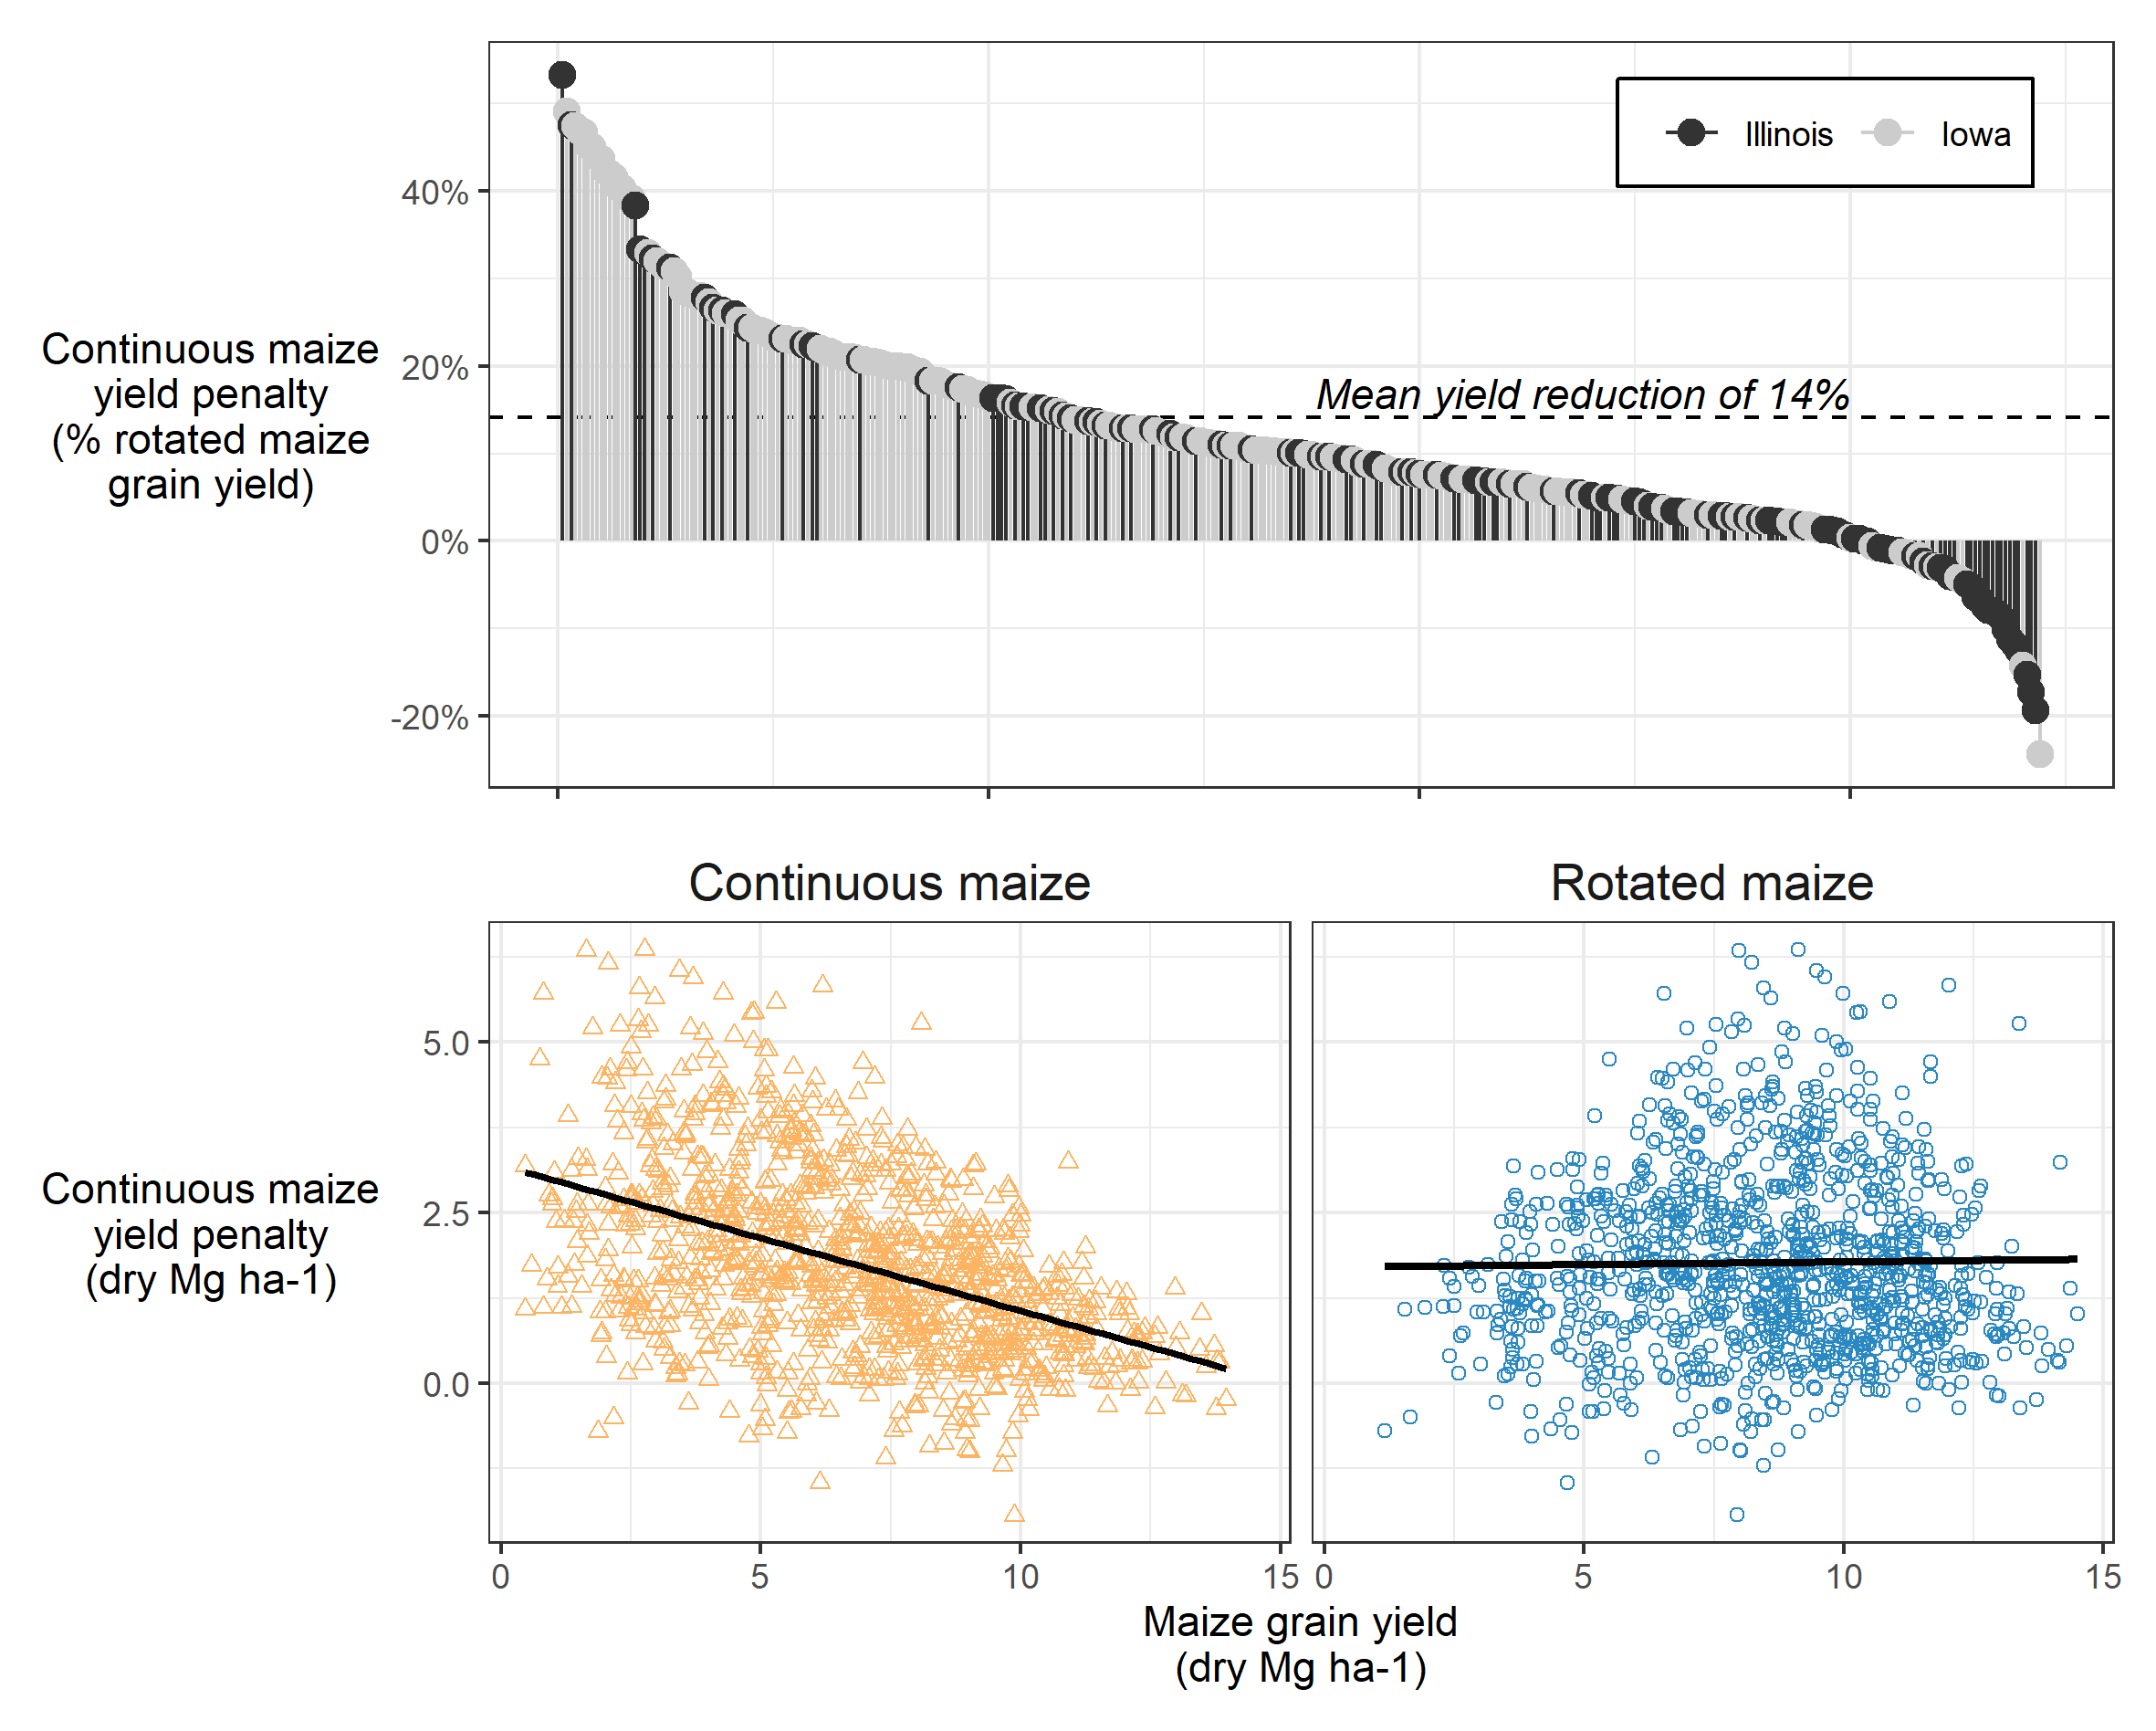 Illinois
Iowa
Continuous maize
yield penalty
(% rotated maize
grain yield)
40%
20%
0%
-20%
Mean yield reduction of 14%
Continuous maize
Rotated maize
Continuous maize
yield penalty
(dry Mg ha-1)
5.0
2.5
0.0
0
5
10
15
0
5
10
15
Maize grain yield
(dry Mg ha-1)